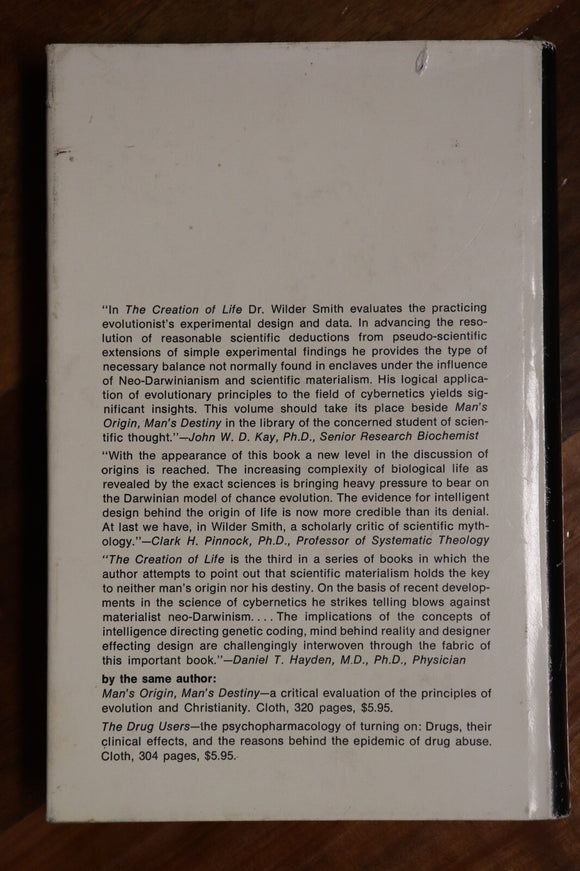 "In The Creation of Life Dr. Wilder Smith evaluates the practicing
evolutionist's experimental design and data. In advancing the reso-
lution of reasonable scientific deductions from pseudo-scientific
extensions of simple experimental findings he provides the type of
necessary balance not normally found in enclaves under the influence
of Neo-Darwinianism and scientific materialism. His logical applica-
tion of evolutionary principles to the field of cybernetics yields sig-
nificant insights. This volume should take its place beside Man's
Origin, Man's Destiny in the library of the concerned student of scien-
tific thought."—John W. D. Kay, Ph.D., Senior Research Biochemist
"With the appearance of this book a new level in the discussion of
origins is reached. The increasing complexity of biological life as
revealed by the exact sciences is bringing heavy pressure to bear on
the Darwinian model of chance evolution. The evidence for intelligent
design behind the origin of life is now more credible than its denial.
At last we have, in Wilder Smith, a scholarly critic of scientific myth-
ology."—Clark H. Pinnock, Ph.D., Professor of Systematic Theology
"The Creation of Life is the third in a series of books in which the
author attempts to point out that scientific materialism holds the key
to neither man's origin nor his destiny. On the basis of recent develop-
ments in the science of cybernetics he strikes telling blows against
materialist neo-Darwinism. . . . The implications of the concepts of
intelligence directing genetic coding, mind behind reality and designer
effecting design are challengingly interwoven through the fabric of
this important book."—Daniel T. Hayden, M.D., Ph.D., Physician
by the same author:
Man's Origin, Man's Destiny—a critical evaluation of the principles of
evolution and Christianity. Cloth, 320 pages, $5.95.
The Drug Users—the psychopharmacology of turning on: Drugs, their
clinical effects, and the reasons behind the epidemic of drug abuse.
Cloth, 304 pages, $5.95.